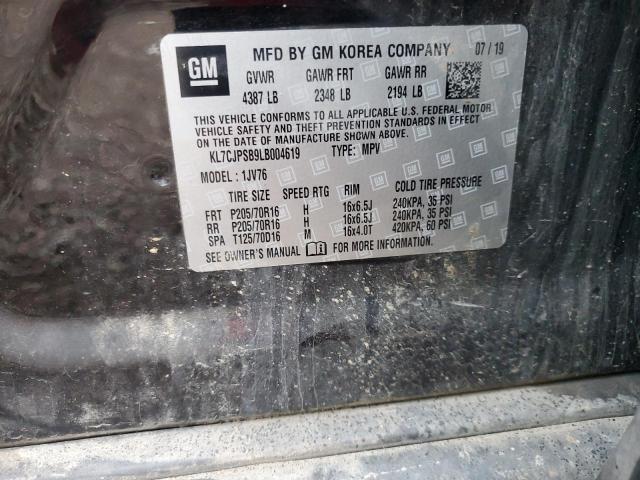 GM
MFD BY GM KOREA COMPANY 07/19
GVWR GAWR FRT GAWR RR
4387 LB 2348 LB 2194 LB
THIS VEHICLE CONFORMS TO ALL APPLICABLE U.S. FEDERAL MOTOR
VEHICLE SAFETY AND THEFT PREVENTION STANDARDS IN EFFECT
ON THE DATE OF MANUFACTURE SHOWN ABOVE.
KL7CJPSB9LB004619 TYPE: MPV
MODEL: 1JV76
TIRE SIZE SPEED RTG RIM COLD TIRE PRESSURE
FRT P205/70R16 H 16x6.5J 240KPA, 35 PSI
RR P205/70R16 H 16x6.5J 240KPA, 35 PSI
SPA T125/70D16 M 16x4.0T 420KPA, 60 PSI
SEE OWNER'S MANUAL FOR MORE INFORMATION.